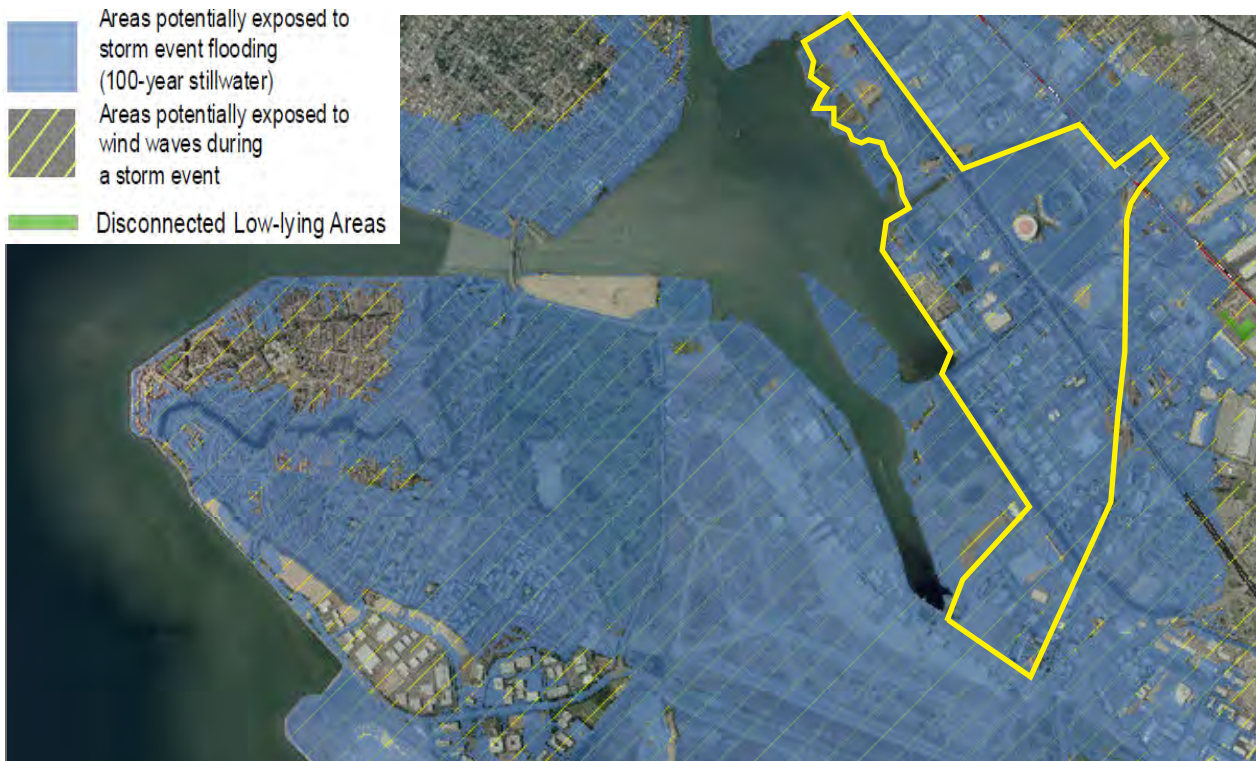 Areas potentially exposed to
storm event flooding
(100-year stillwater)
Areas potentially exposed to
wind waves during
a storm event
Disconnected Low-lying Areas